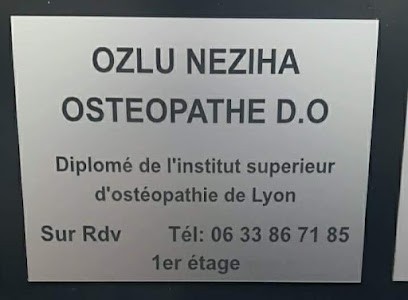 OZLU NEZIHA
OSTEOPATHE D.O
Diplomé de l'institut superieur
d'ostéopathie de Lyon
Sur Rdv Tél: 06 33 86 71 85
1er étage